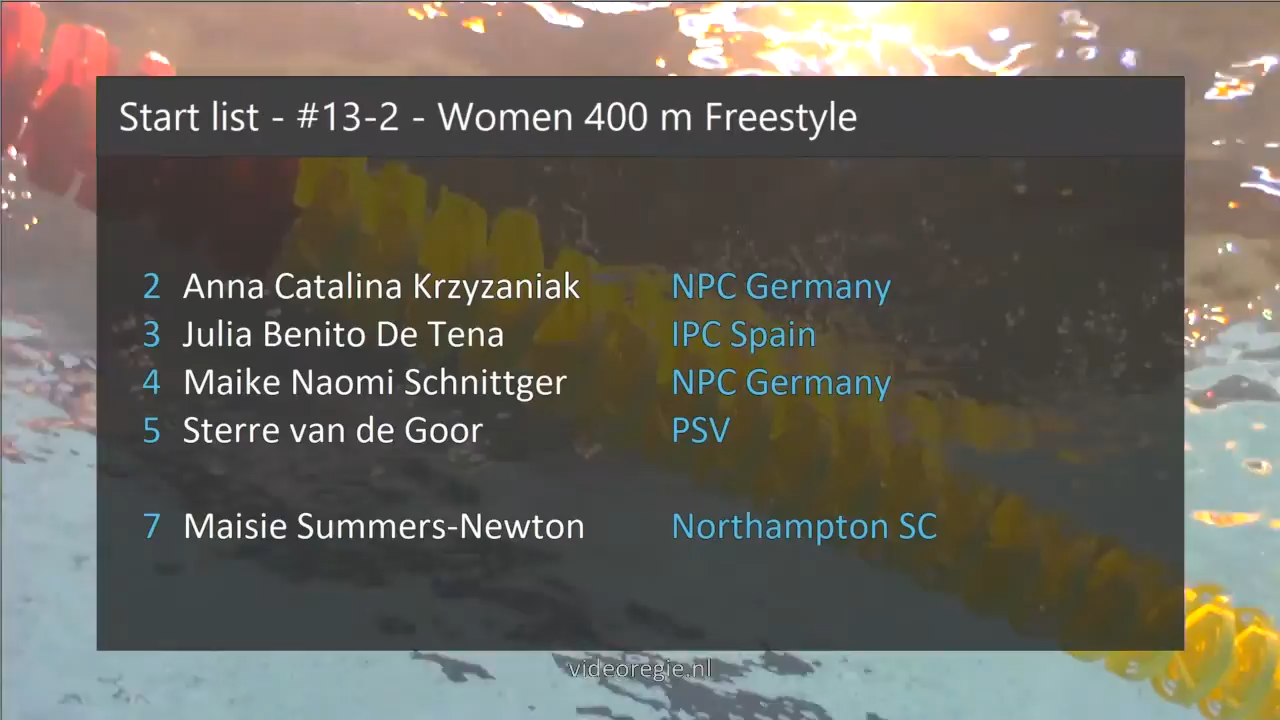 Start list - #13-2 - Women 400 m Freestyle
2 Anna Catalina Krzyzaniak NPC Germany
3 Julia Benito De Tena IPC Spain
4 Maike Naomi Schnittger NPC Germany
5 Sterre van de Goor PSV
7 Maisie Summers-Newton Northampton SC
videoregie.nl